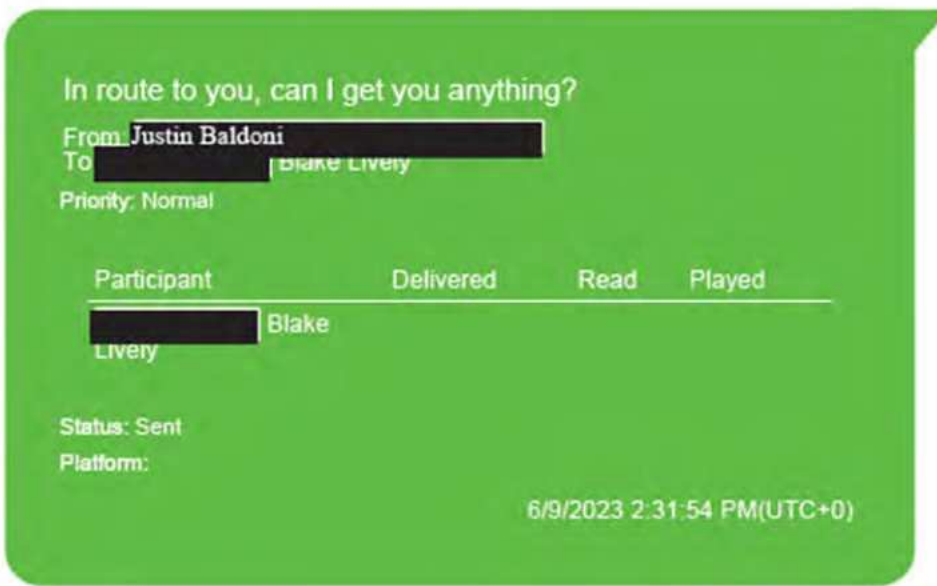 In route to you, can I get you anything?
From: Justin Baldoni
To Blake Lively
Priority: Normal
Participant Delivered Read Played
Blake
Lively
Status: Sent
Platform:
6/9/2023 2:31:54 PM(UTC+0)